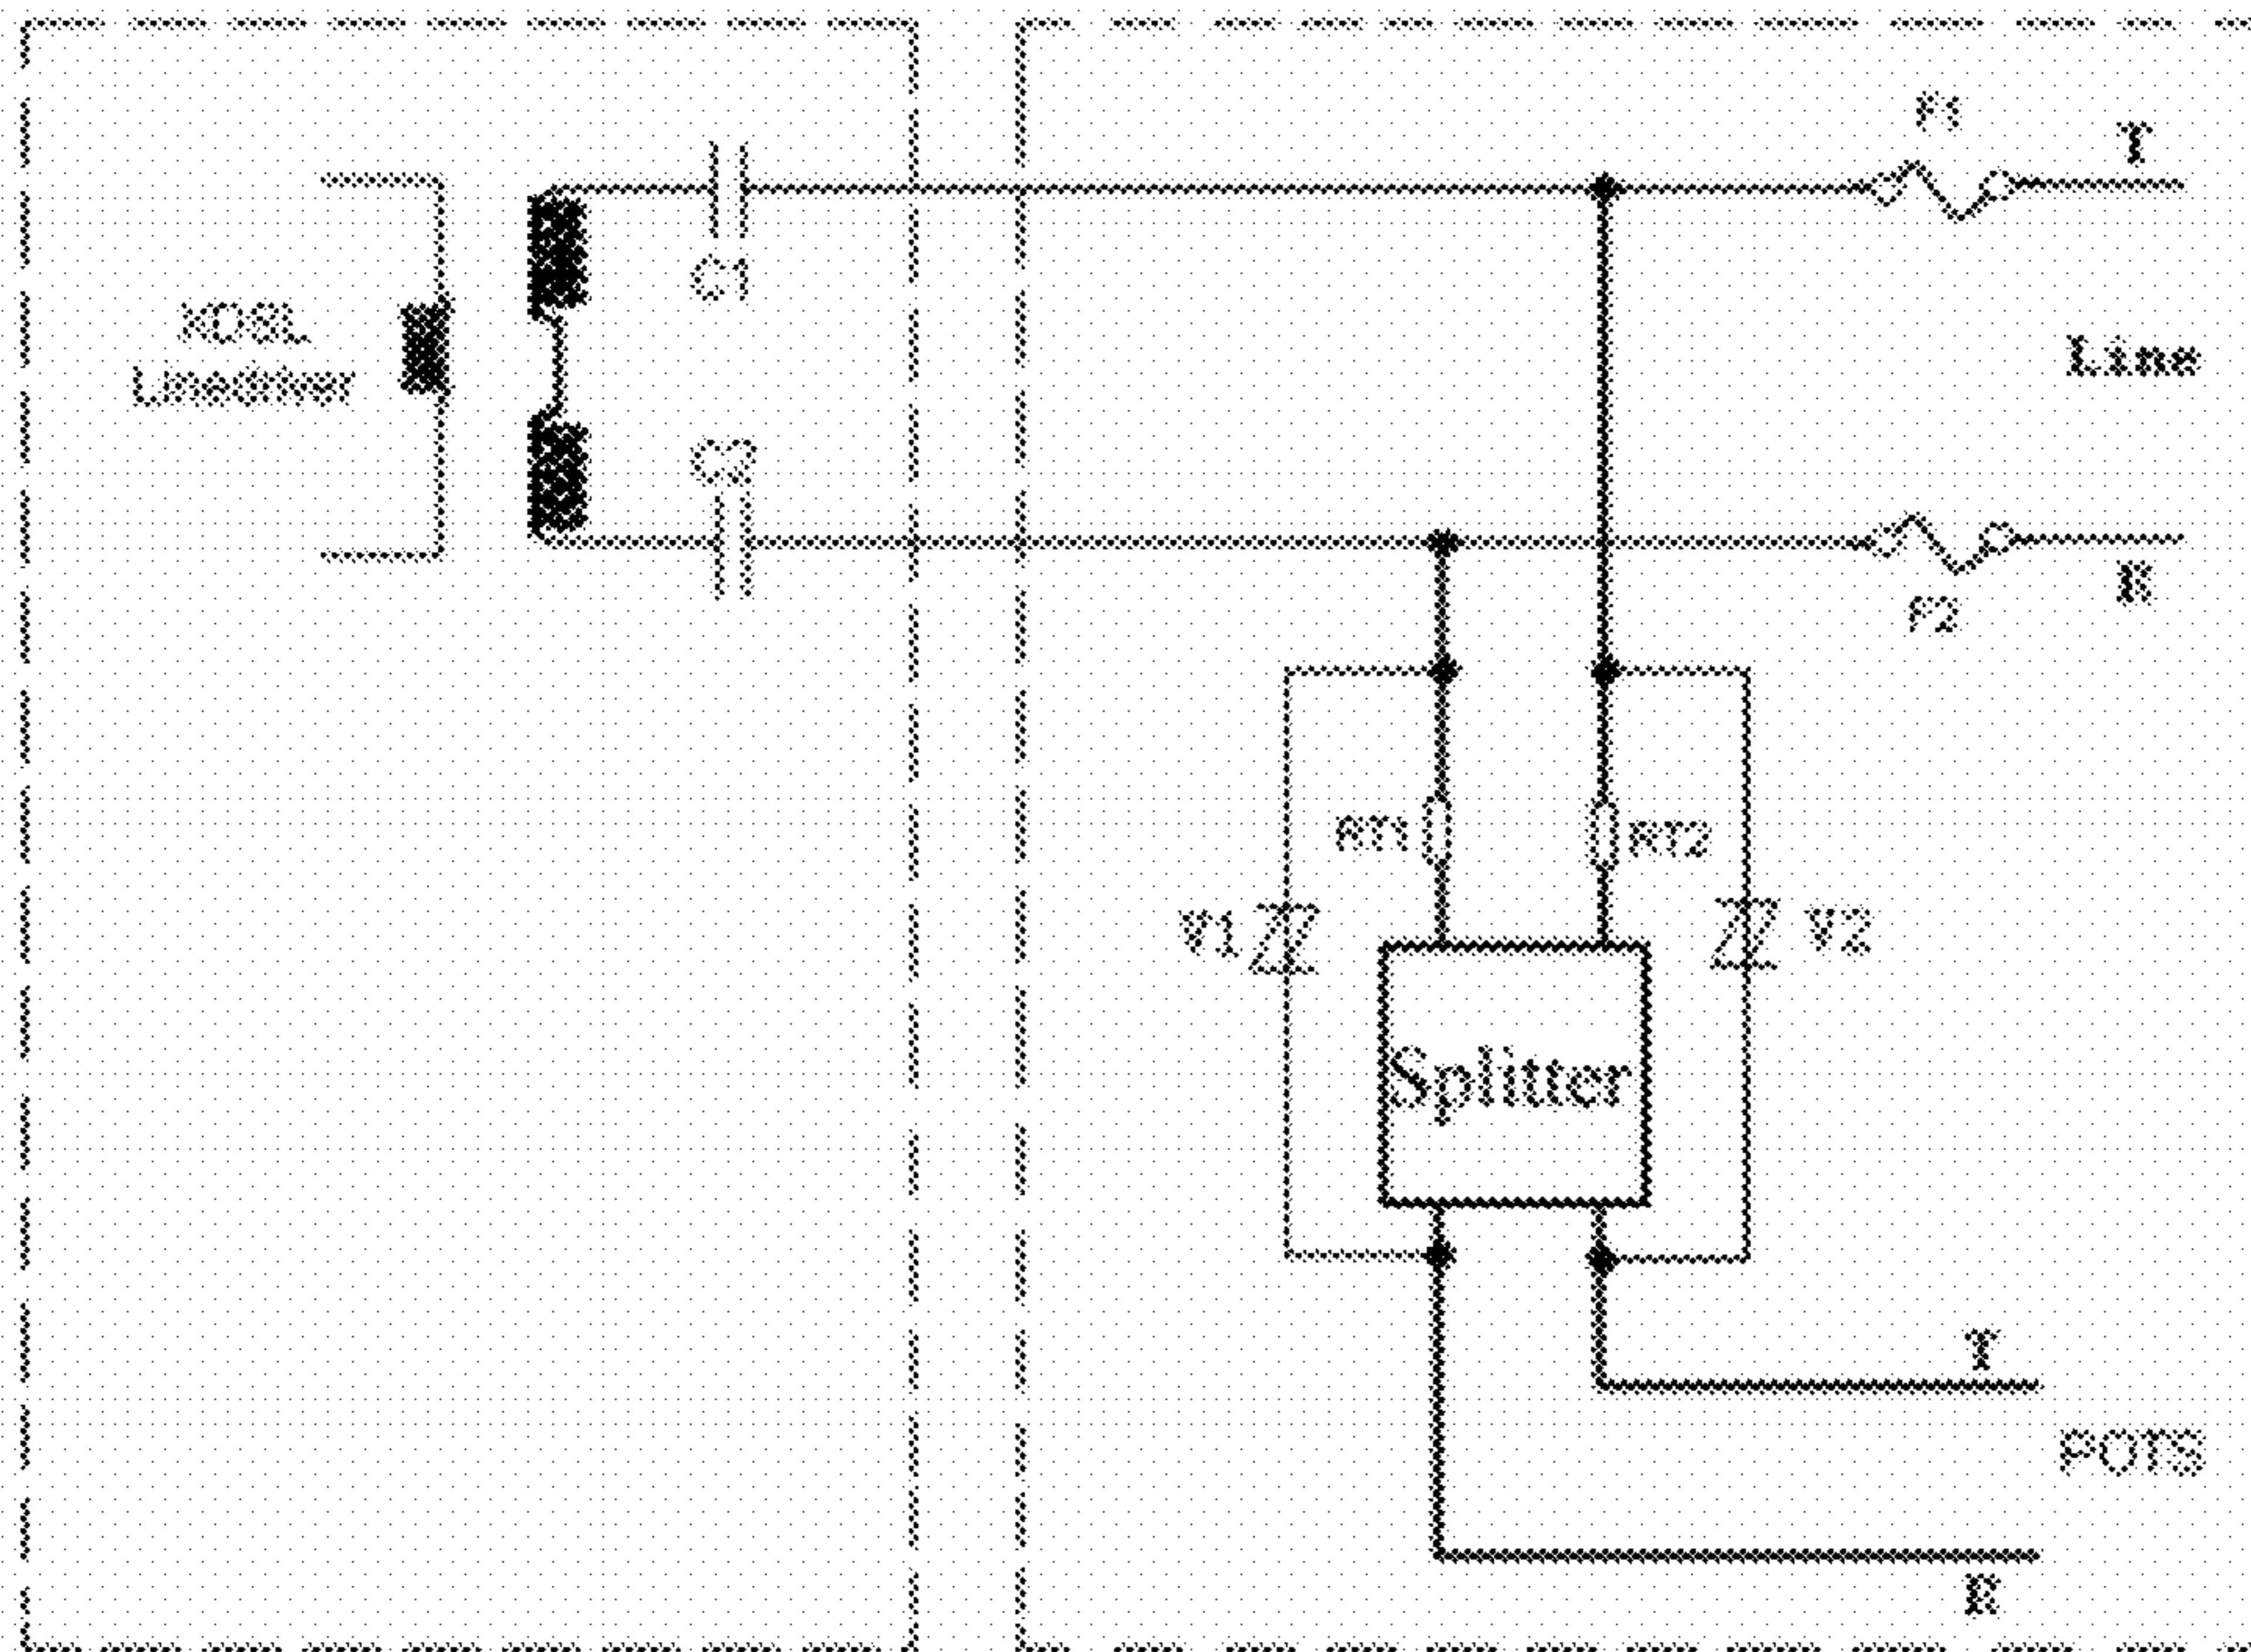 F1
T
XDSL
Linedriver
C1
Line
C2
R
F2
RT1
RT2
V1
V2
Splitter
T
POTS
R